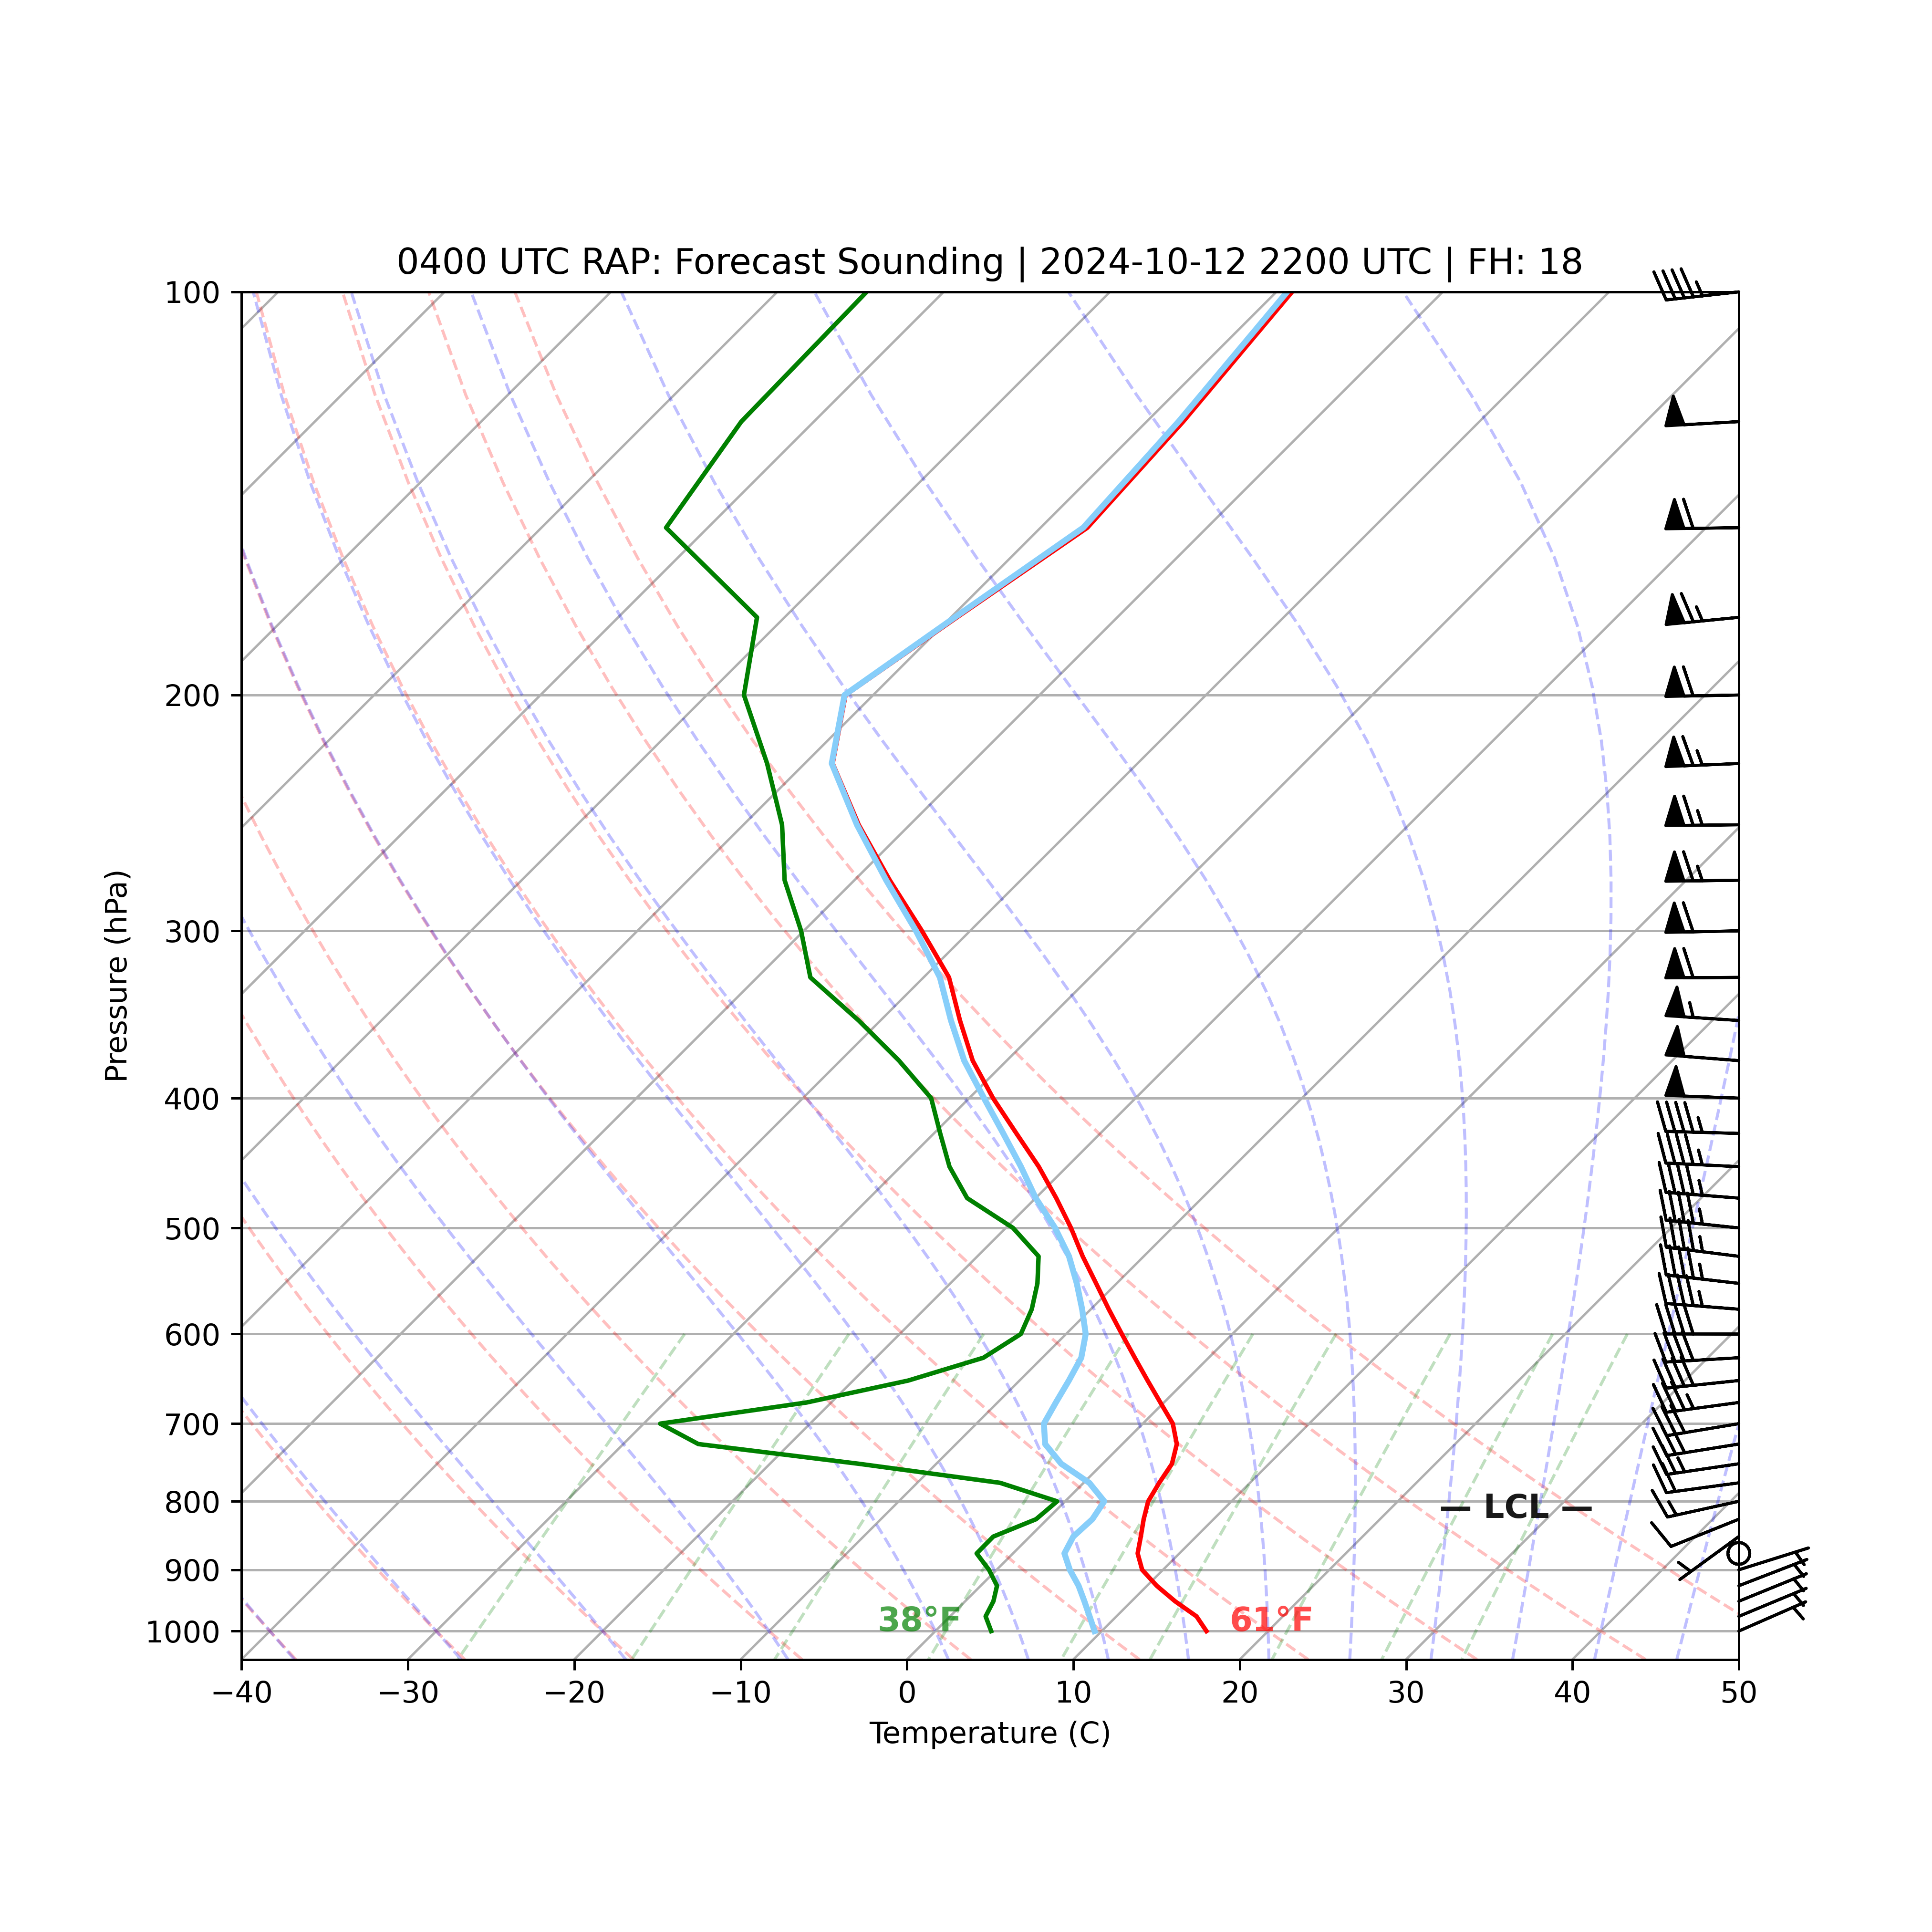 0400 UTC RAP: Forecast Sounding | 2024-10-12 2200 UTC | FH: 18
100
200
300
400
500
600
700
800
900
1000
Pressure (hPa)
— LCL —
38°F
61°F
−40 −30 −20 −10 0 10 20 30 40 50
Temperature (C)